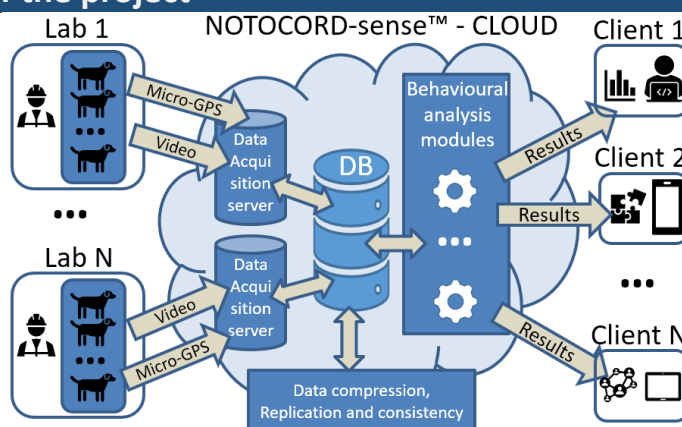 the project
Lab 1
NOTOCORD-sense™ - CLOUD
Client 1
Micro-GPS
Video
Data
Acqui
sition
server
DB
Behavioural
analysis
modules
Results
Client 2
Results
...
...
...
Lab N
Video
Micro-GPS
Data
Acqui
sition
server
...
...
...
Results
Client N
Data compression,
Replication and consistency